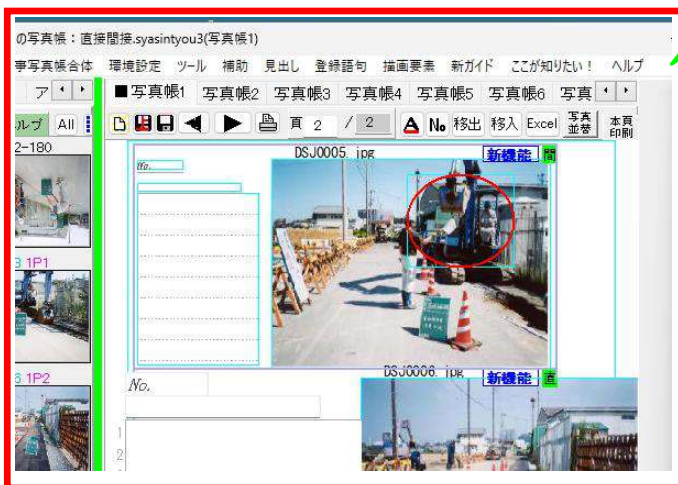 の写真帳：直接間接.syasintyou3(写真帳1)
事写真帳合体 環境設定 ツール 補助 見出し 登録語句 描画要素 新ガイド ここが知りたい！ ヘルプ
ア ■写真帳1 写真帳2 写真帳3 写真帳4 写真帳5 写真帳6 写真
ルプ All 頁 2 / 2 A No 移出 移入 Excel 写真並替 本頁印刷
2-180
DSJ0005.jpg 新機能 間
No.
1P1
DSJ0006.jpg 新機能 直
1P2
No.
1
2